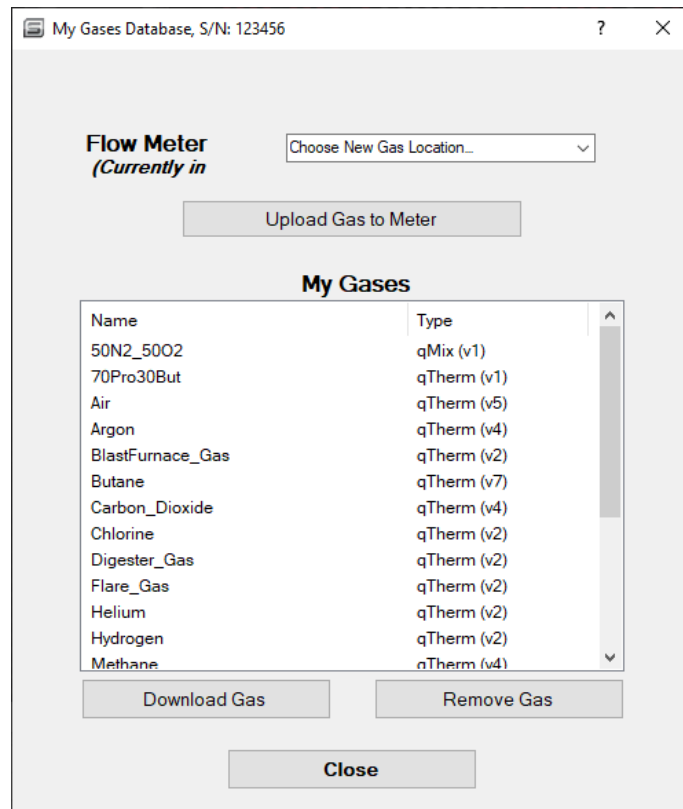 My Gases Database, S/N: 123456 ?
Flow Meter
(Currently in
Choose New Gas Location...
Upload Gas to Meter
My Gases
Name Type
50N2_50O2 qMix (v1)
70Pro30But qTherm (v1)
Air qTherm (v5)
Argon qTherm (v4)
BlastFurnace_Gas qTherm (v2)
Butane qTherm (v7)
Carbon_Dioxide qTherm (v4)
Chlorine qTherm (v2)
Digester_Gas qTherm (v2)
Flare_Gas qTherm (v2)
Helium qTherm (v2)
Hydrogen qTherm (v2)
Methane qTherm (v4)
Download Gas Remove Gas
Close